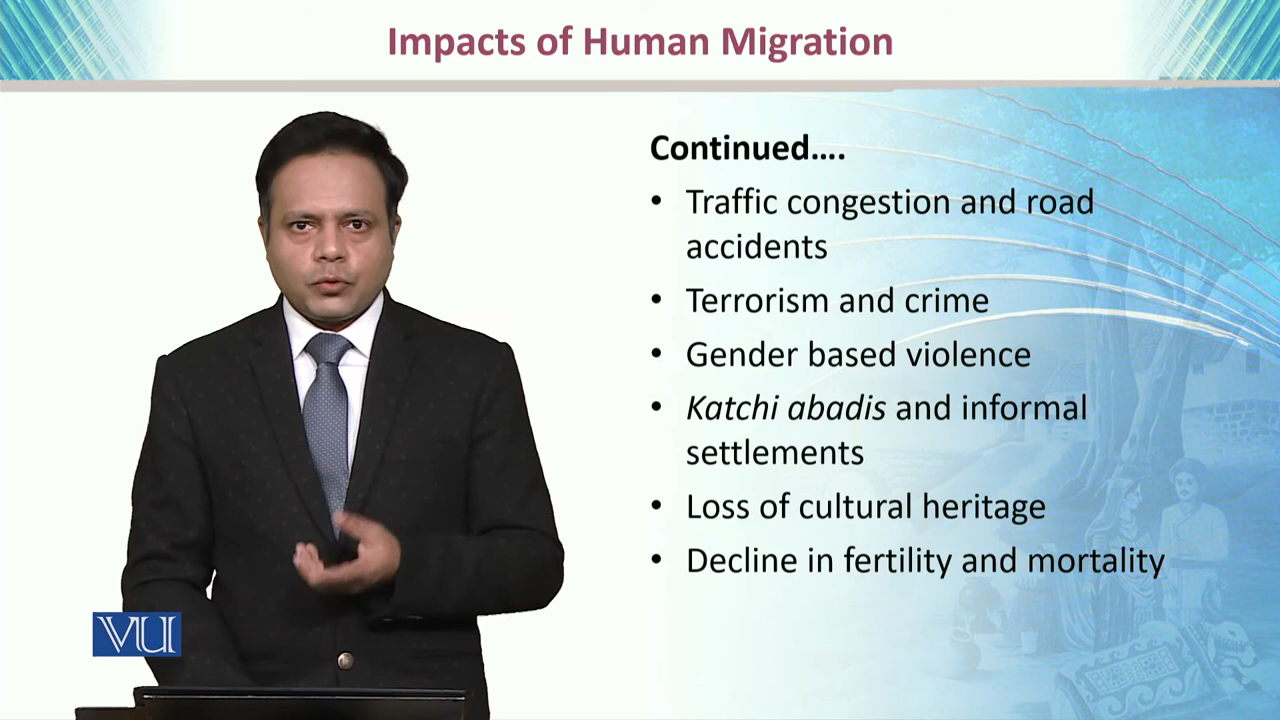 Impacts of Human Migration
Continued....
• Traffic congestion and road
accidents
• Terrorism and crime
• Gender based violence
• Katchi abadis and informal
settlements
• Loss of cultural heritage
• Decline in fertility and mortality
VU